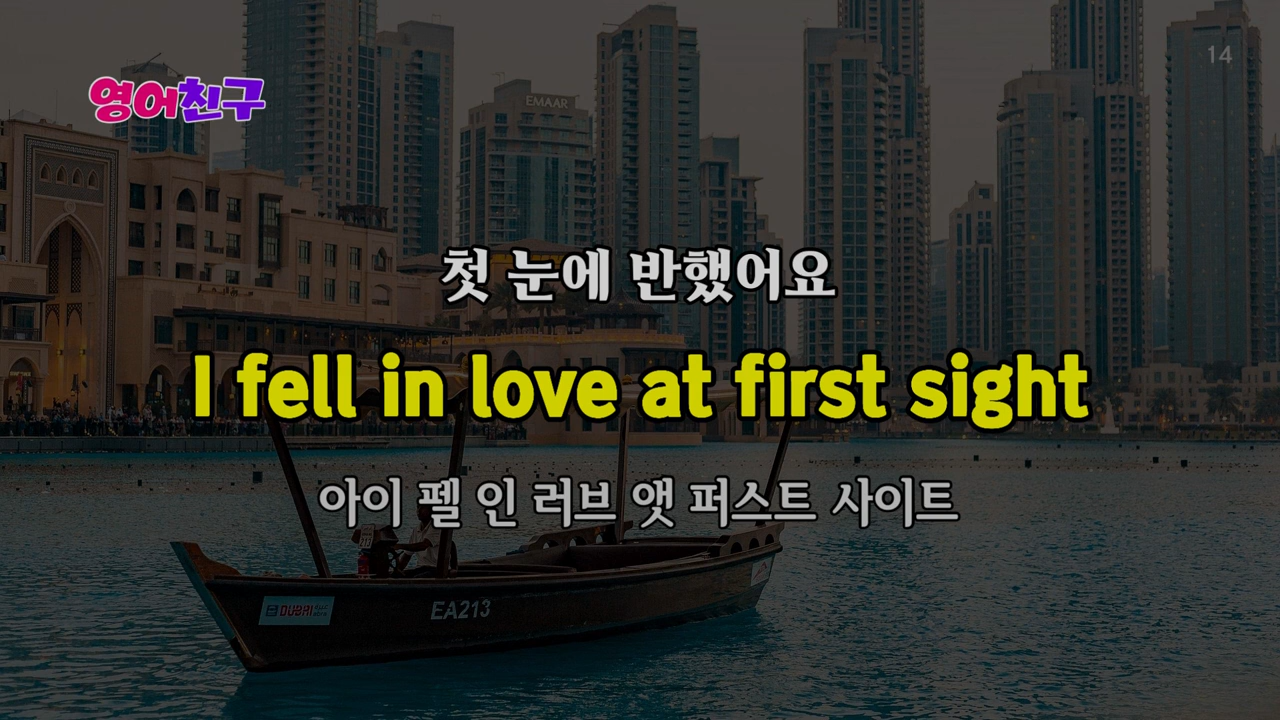 14
영어친구
EMAAR
첫 눈에 반했어요
I fell in love at first sight
아이 펠 인 러브 앳 퍼스트 사이트
DUBAI
EA213